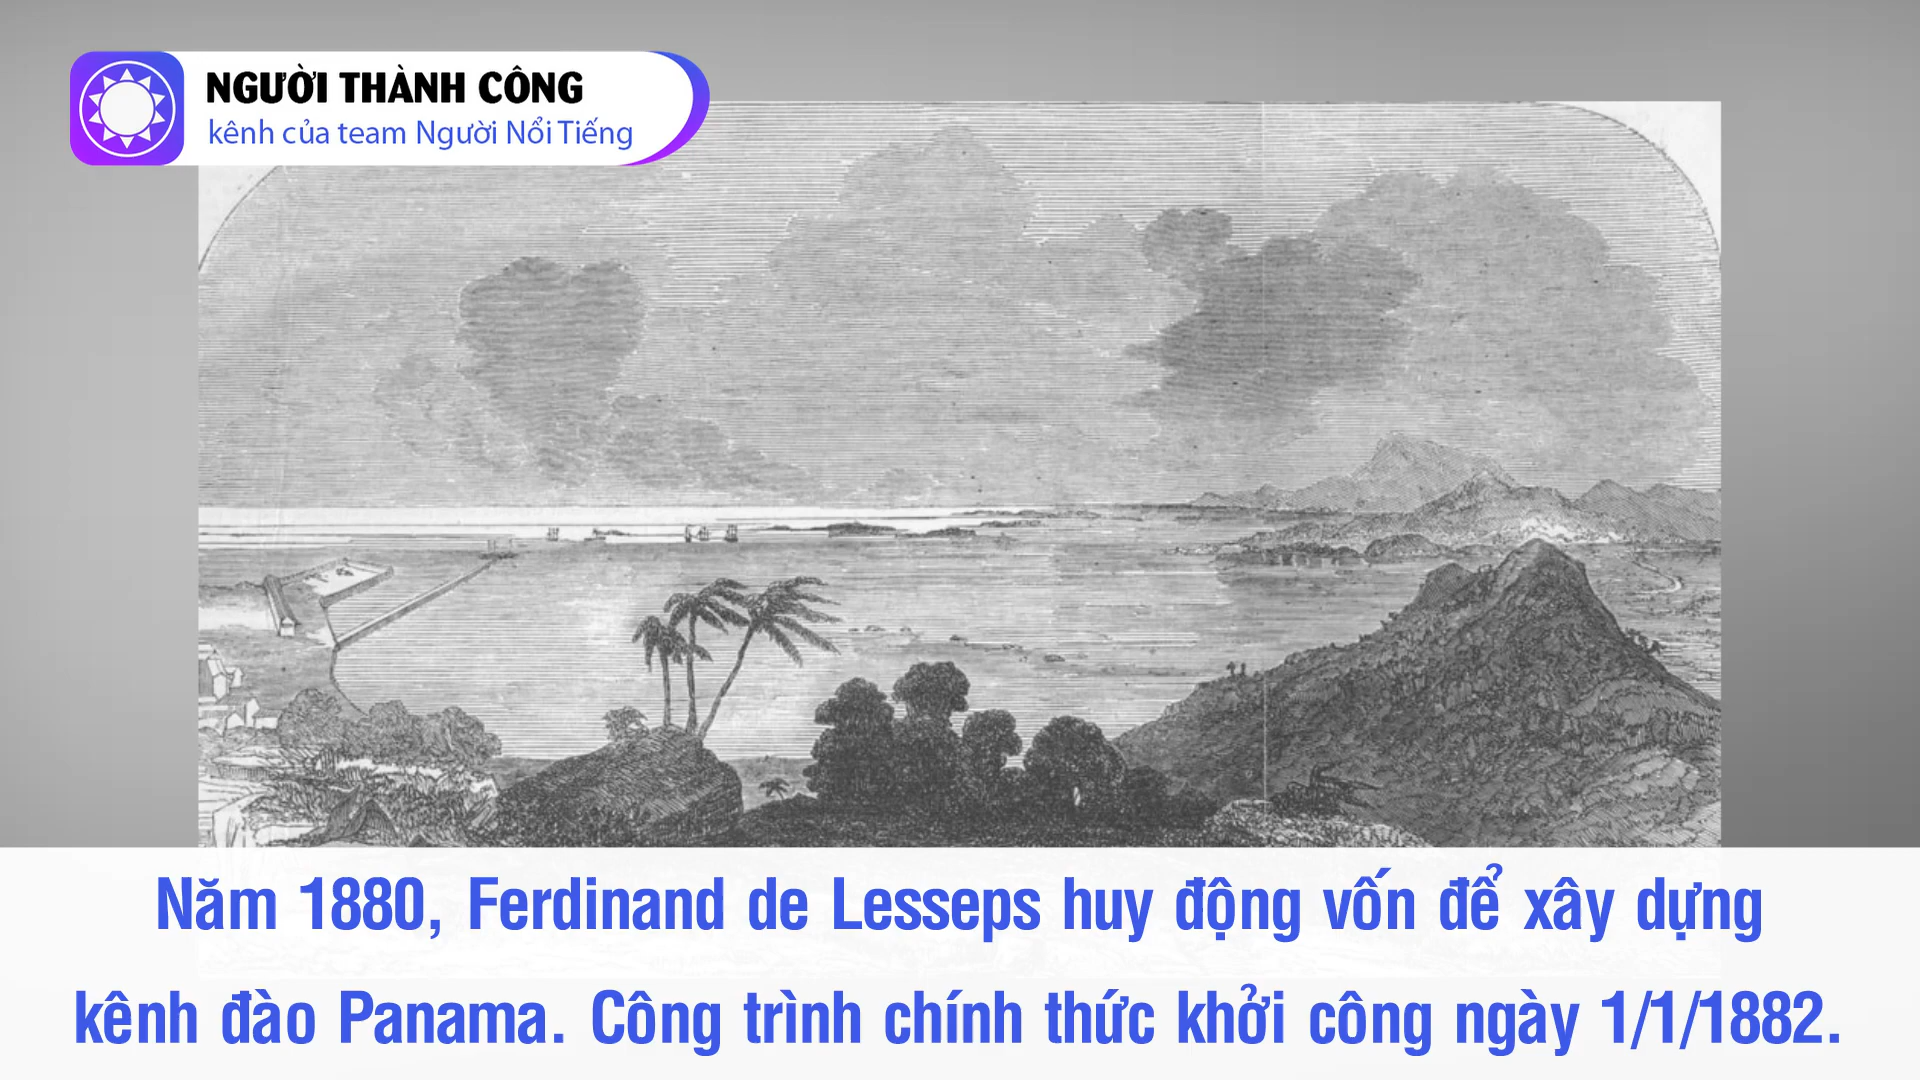 NGƯỜI THÀNH CÔNG
kênh của team Người Nổi Tiếng
Năm 1880, Ferdinand de Lesseps huy động vốn để xây dựng
kênh đào Panama. Công trình chính thức khởi công ngày 1/1/1882.